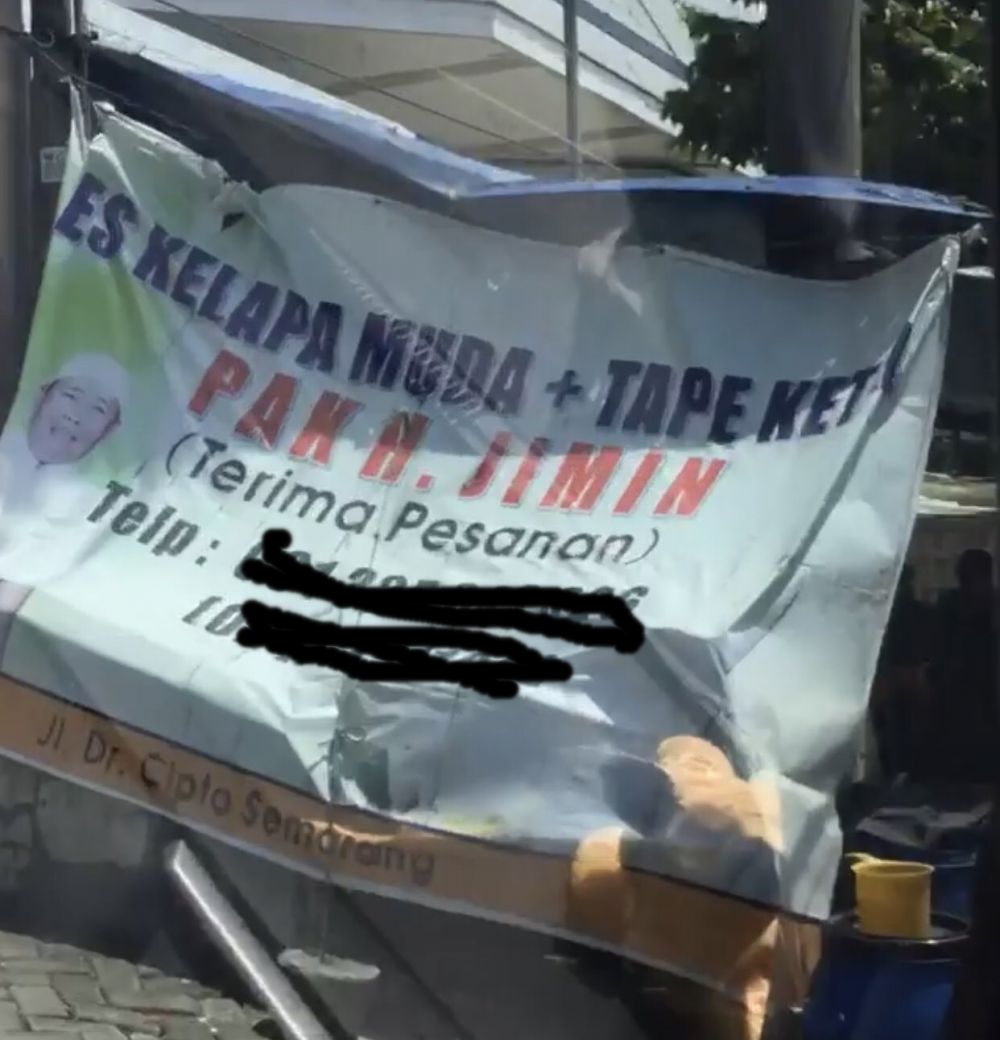 ES KELAPA MUDA + TAPE
PAK H. JIMIN
(Terima Pesanan)
Telp :
Jl. Dr. Cipto Semarang